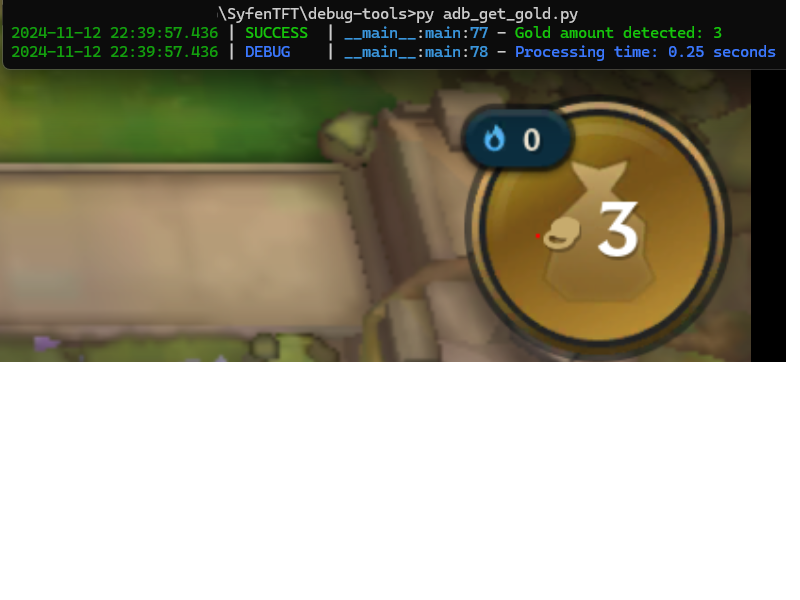 \SyfenTFT\debug-tools>py adb_get_gold.py
2024-11-12 22:39:57.436 | SUCCESS  | __main__:main:77 - Gold amount detected: 3
2024-11-12 22:39:57.436 | DEBUG    | __main__:main:78 - Processing time: 0.25 seconds
0
3